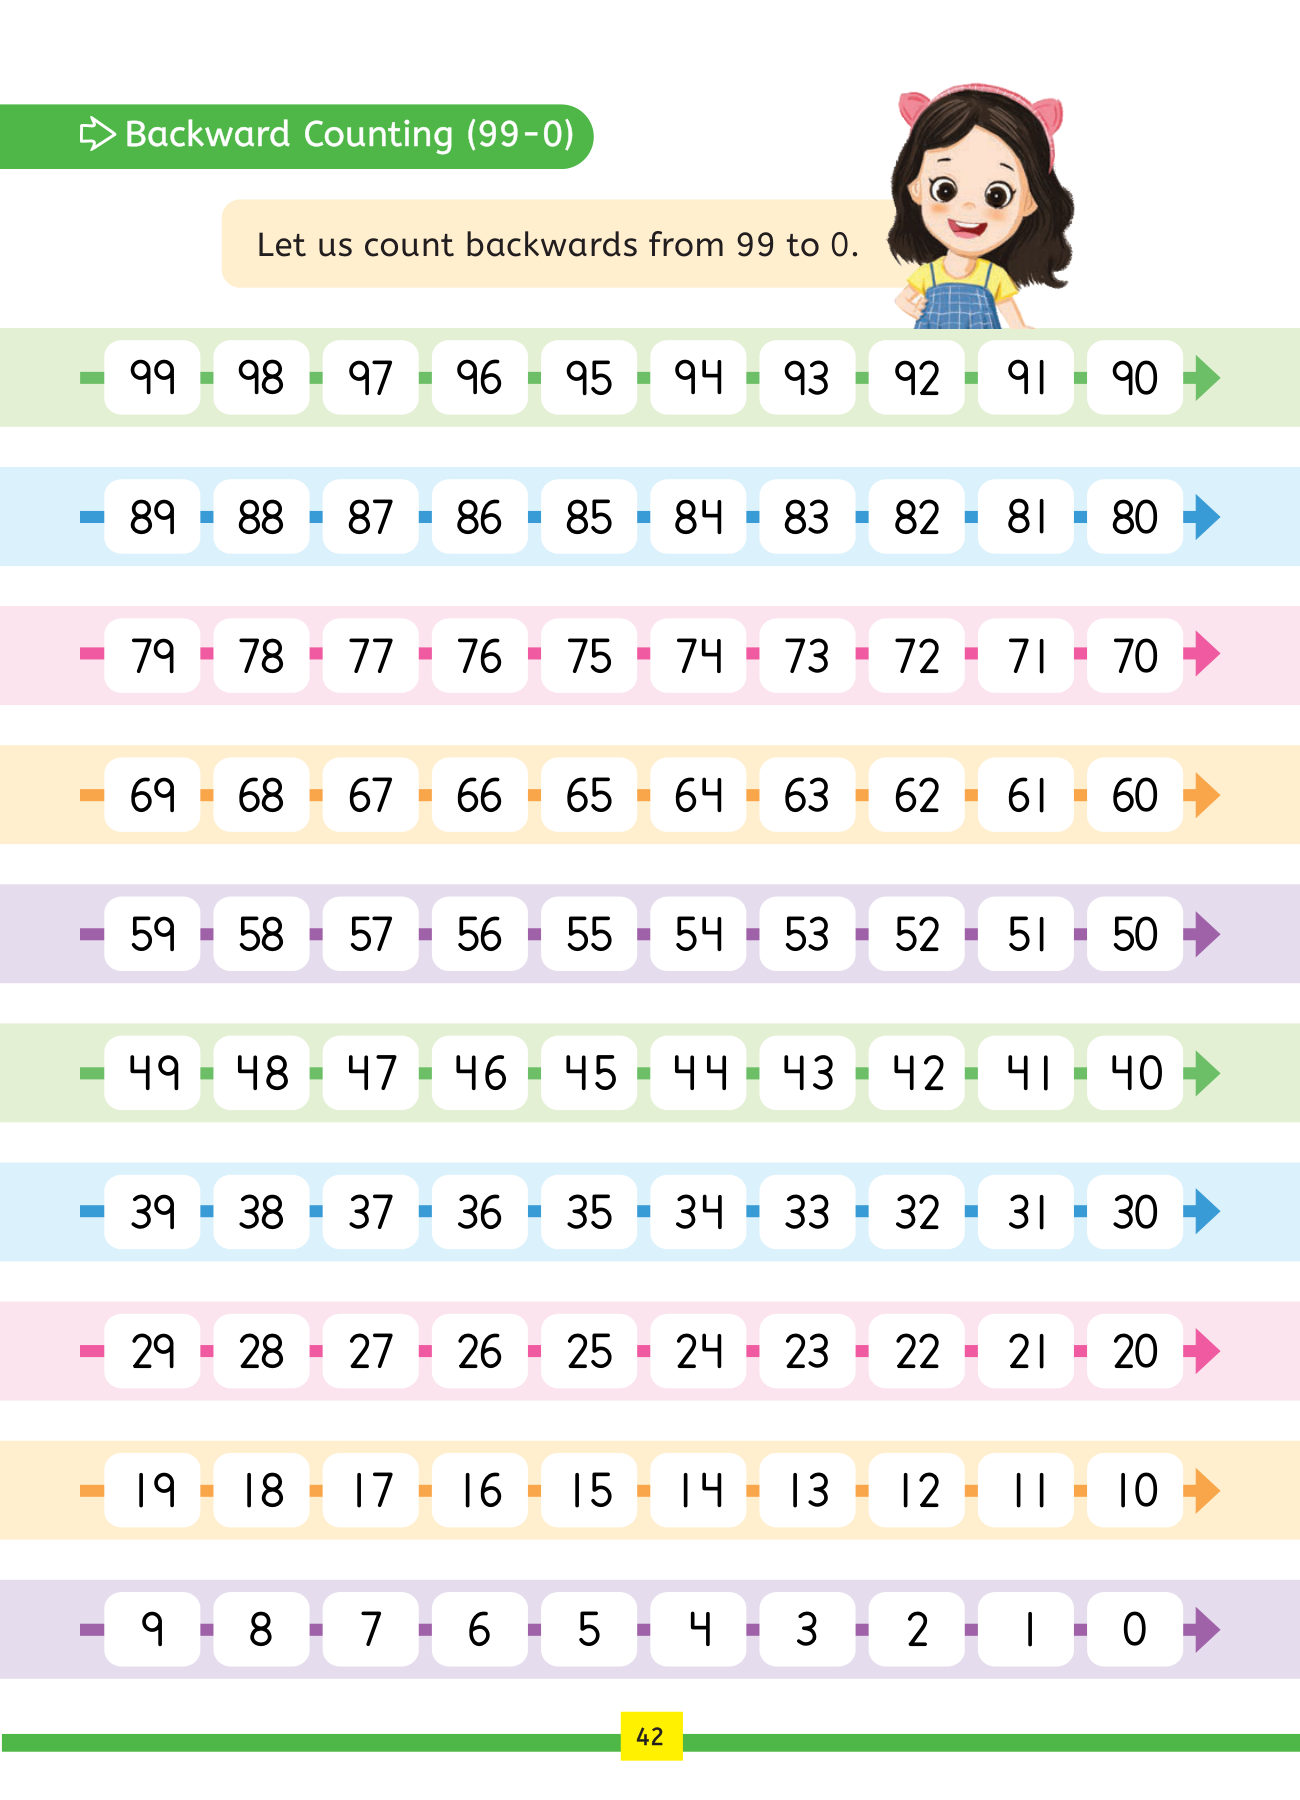 Backward Counting (99-0)
Let us count backwards from 99 to 0.
99 98 97 96 95 94 93 92 91 90
89 88 87 86 85 84 83 82 81 80
79 78 77 76 75 74 73 72 71 70
69 68 67 66 65 64 63 62 61 60
59 58 57 56 55 54 53 52 51 50
49 48 47 46 45 44 43 42 41 40
39 38 37 36 35 34 33 32 31 30
29 28 27 26 25 24 23 22 21 20
19 18 17 16 15 14 13 12 11 10
9 8 7 6 5 4 3 2 1 0
42